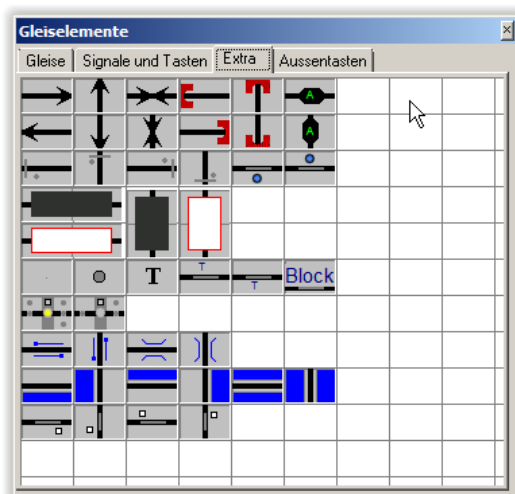 Gleiselemente
Gleise Signale und Tasten Extra Aussentasten
A
A
T T T Block